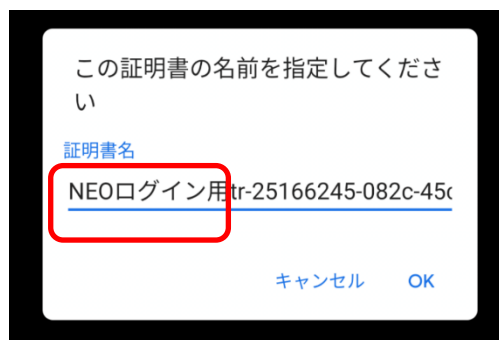 この証明書の名前を指定してくださ
い
証明書名
NEOログイン用tr-25166245-082c-45c
キャンセル OK